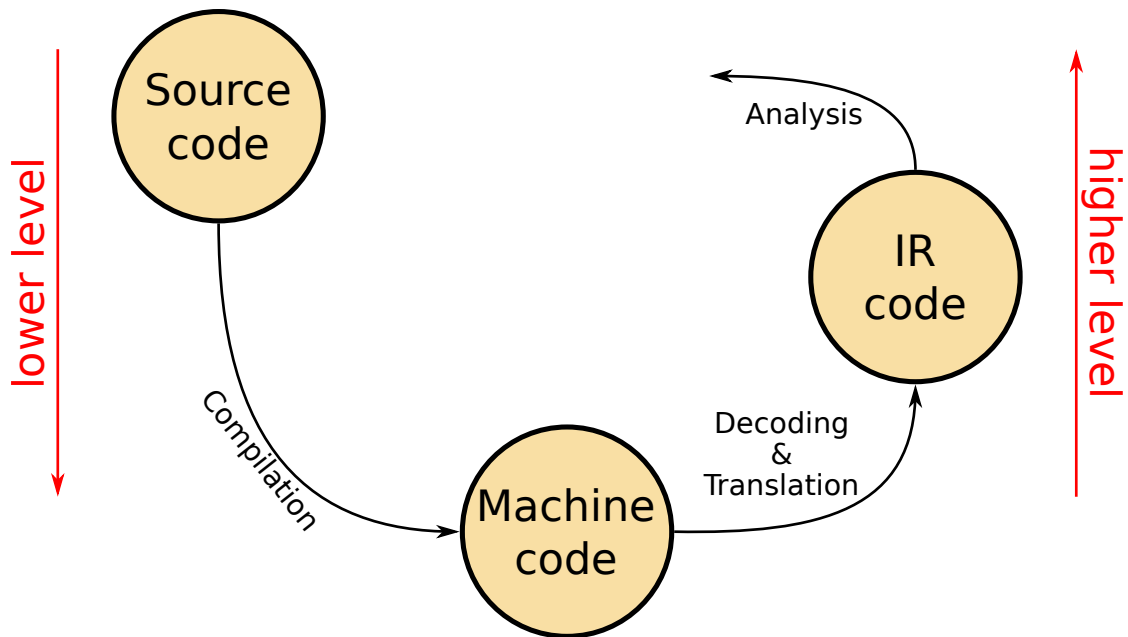 Source
code
lower level
Compilation
Machine
code
Decoding
&
Translation
IR
code
Analysis
higher level